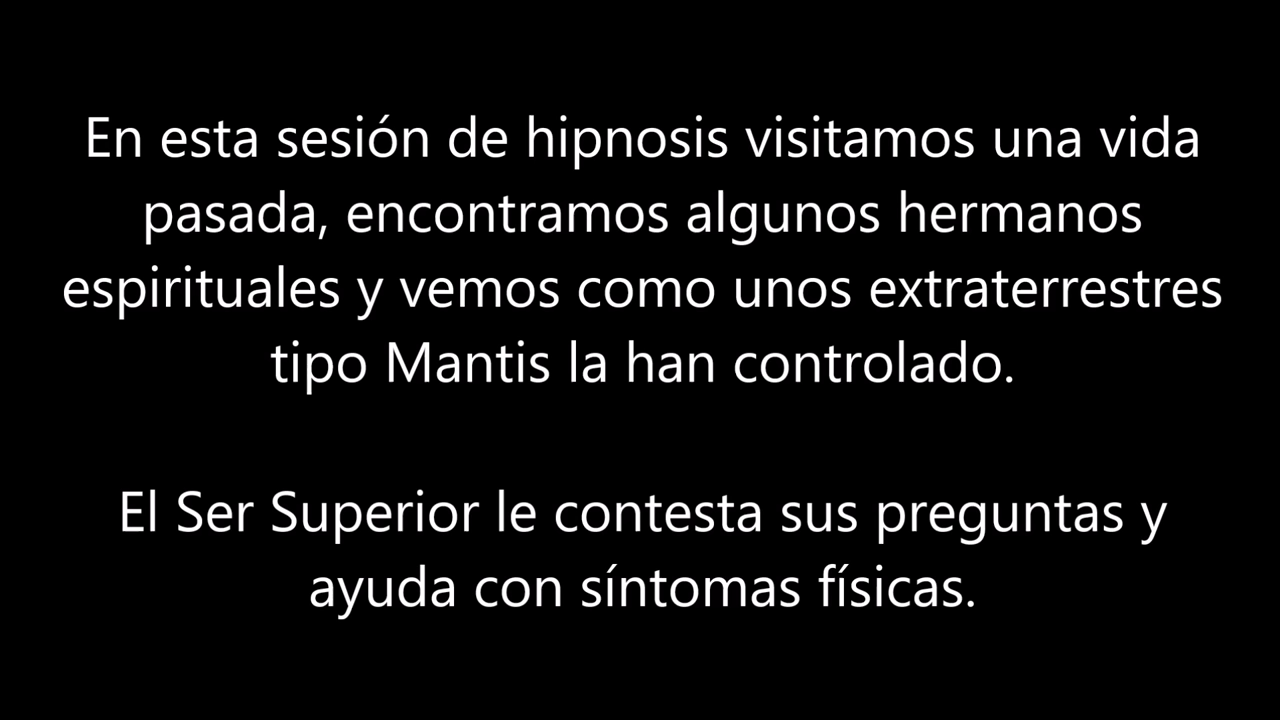 En esta sesión de hipnosis visitamos una vida
pasada, encontramos algunos hermanos
espirituales y vemos como unos extraterrestres
tipo Mantis la han controlado.
El Ser Superior le contesta sus preguntas y
ayuda con síntomas físicas.